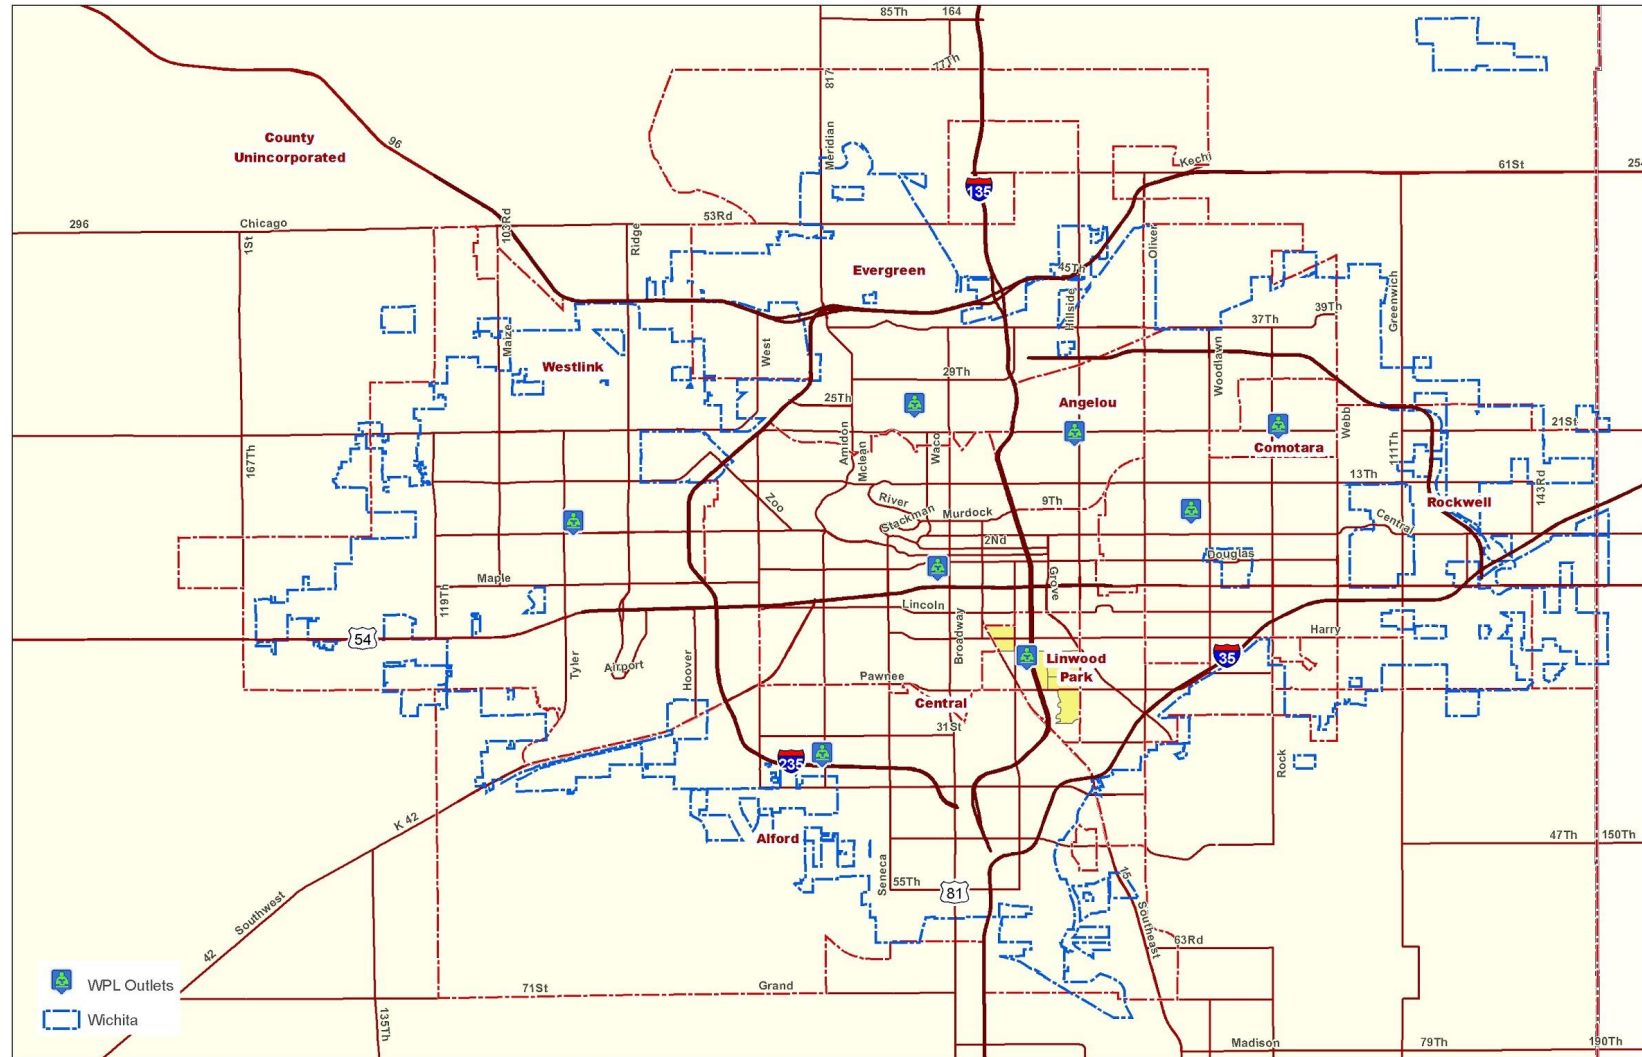 85Th
164
77Th
817
Meridian
County
Unincorporated
96
Kechi
61St
254
135
296
Chicago
1St
103Rd
Ridge
53Rd
Oliver
Evergreen
45Th
Hillside
Greenwich
39Th
37Th
Maize
West
Woodlawn
Westlink
29Th
25Th
Angelou
Webb
21St
Amidon
Mclean
Waco
Comotara
111Th
167Th
13Th
143Rd
Zoo
River
Stackman
Murdock
9Th
Rockwell
Central
2Nd
Douglas
Grove
Maple
119Th
Lincoln
Broadway
54
Harry
Tyler
Airport
Hoover
Linwood
Park
35
Pawnee
Central
31St
235
Rock
K 42
Alford
47Th
150Th
Seneca
55Th
81
15
Southeast
Southwest
42
63Rd
WPL Outlets
Wichita
71St
Grand
135Th
Madison
79Th
190Th